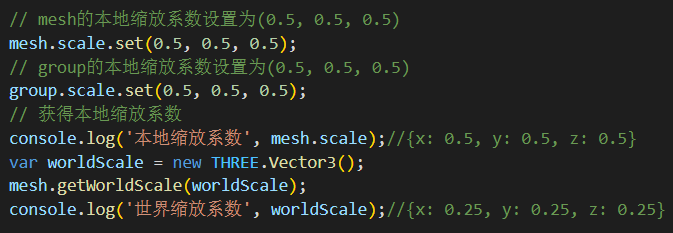 // mesh的本地缩放系数设置为(0.5, 0.5, 0.5)
mesh.scale.set(0.5, 0.5, 0.5);
// group的本地缩放系数设置为(0.5, 0.5, 0.5)
group.scale.set(0.5, 0.5, 0.5);
// 获得本地缩放系数
console.log('本地缩放系数', mesh.scale);//{x: 0.5, y: 0.5, z: 0.5}
var worldScale = new THREE.Vector3();
mesh.getWorldScale(worldScale);
console.log('世界缩放系数', worldScale);//{x: 0.25, y: 0.25, z: 0.25}